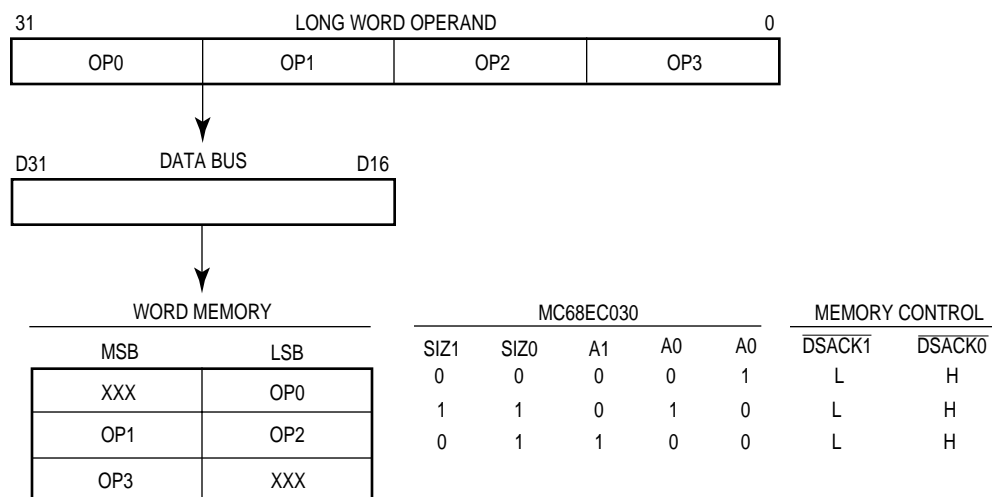 31 LONG WORD OPERAND 0
OP0 OP1 OP2 OP3
D31 DATA BUS D16
WORD MEMORY MC68EC030 MEMORY CONTROL
MSB LSB SIZ1 SIZ0 A1 A0 A0 DSACK1 DSACK0
XXX OP0 0 0 0 0 1 L H
OP1 OP2 1 1 0 1 0 L H
OP3 XXX 0 1 1 0 0 L H